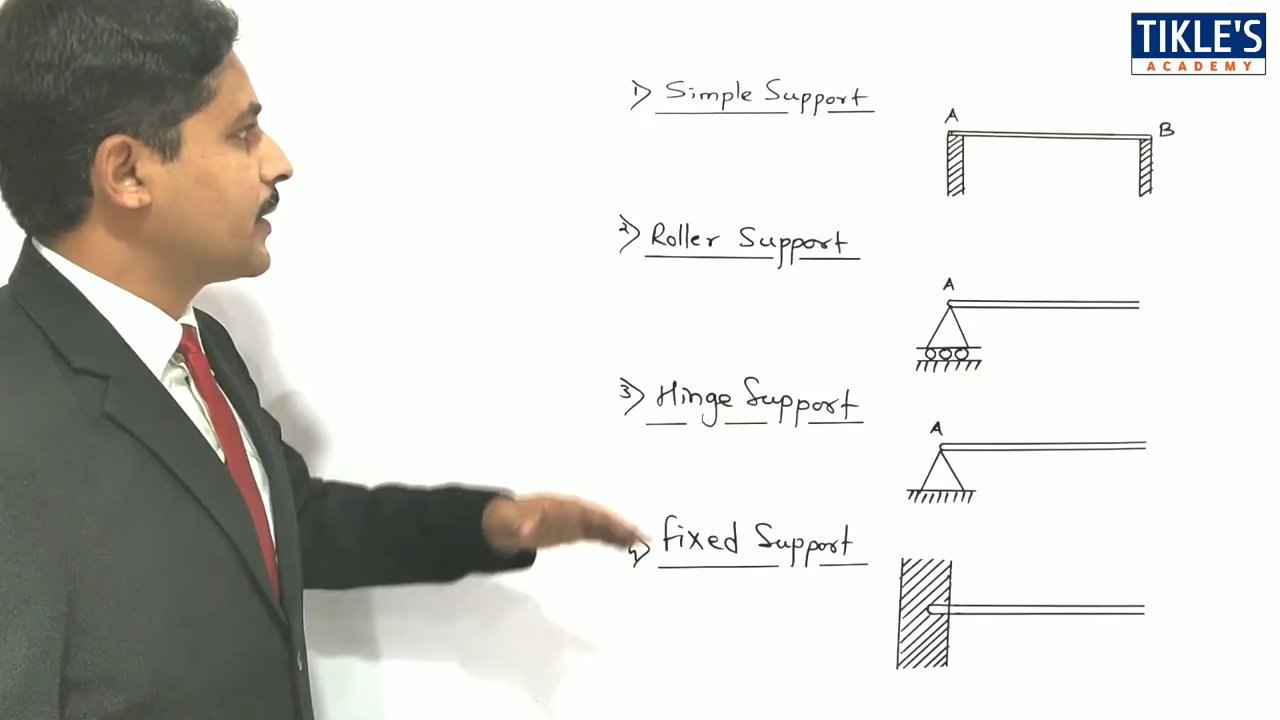 TIKLE'S
ACADEMY
1) Simple Support
A
B
2) Roller Support
A
3) Hinge Support
A
4) fixed Support